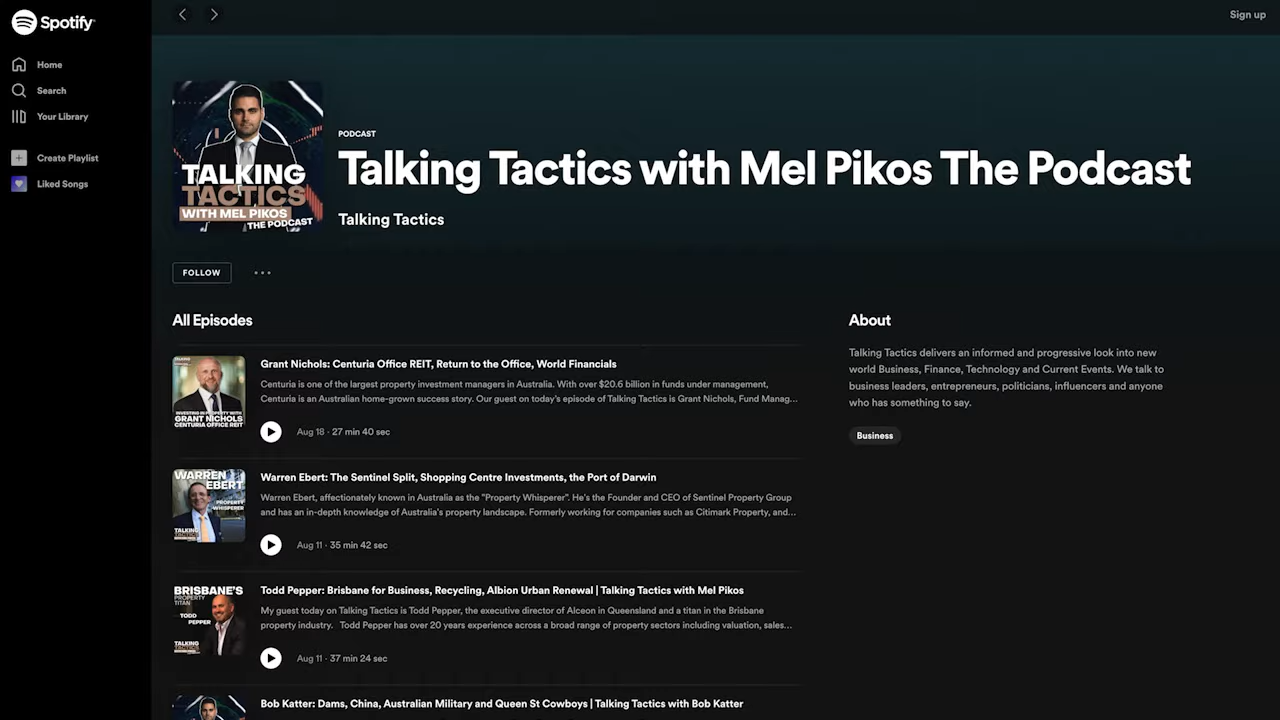 Spotify
Sign up
Home
Search
Your Library
Create Playlist
Liked Songs
TALKING
TACTICS
WITH MEL PIKOS
THE PODCAST
PODCAST
Talking Tactics with Mel Pikos The Podcast
Talking Tactics
FOLLOW
All Episodes
INVESTING IN PROPERTY WITH
GRANT NICHOLS
CENTURIA OFFICE REIT
Grant Nichols: Centuria Office REIT, Return to the Office, World Financials
Centuria is one of the largest property investment managers in Australia. With over $20.6 billion in funds under management,
Centuria is an Australian home-grown success story. Our guest on today's episode of Talking Tactics is Grant Nichols, Fund Manag...
Aug 18 · 27 min 40 sec
WARREN
EBERT
PROPERTY
WHISPERER
TALKING
TACTICS
Warren Ebert: The Sentinel Split, Shopping Centre Investments, the Port of Darwin
Warren Ebert, affectionately known in Australia as the "Property Whisperer". He's the Founder and CEO of Sentinel Property Group
and has an in-depth knowledge of Australia's property landscape. Formerly working for companies such as Citimark Property, and...
Aug 11 · 35 min 42 sec
BRISBANE'S
PROPERTY
TITAN
TODD
PEPPER
TALKING
TACTICS
Todd Pepper: Brisbane for Business, Recycling, Albion Urban Renewal | Talking Tactics with Mel Pikos
My guest today on Talking Tactics is Todd Pepper, the executive director of Alceon in Queensland and a titan in the Brisbane
property industry. Todd Pepper has over 20 years experience across a broad range of property sectors including valuation, sales...
Aug 11 · 37 min 24 sec
Bob Katter: Dams, China, Australian Military and Queen St Cowboys | Talking Tactics with Bob Katter
About
Talking Tactics delivers an informed and progressive look into new
world Business, Finance, Technology and Current Events. We talk to
business leaders, entrepreneurs, politicians, influencers and anyone
who has something to say.
Business